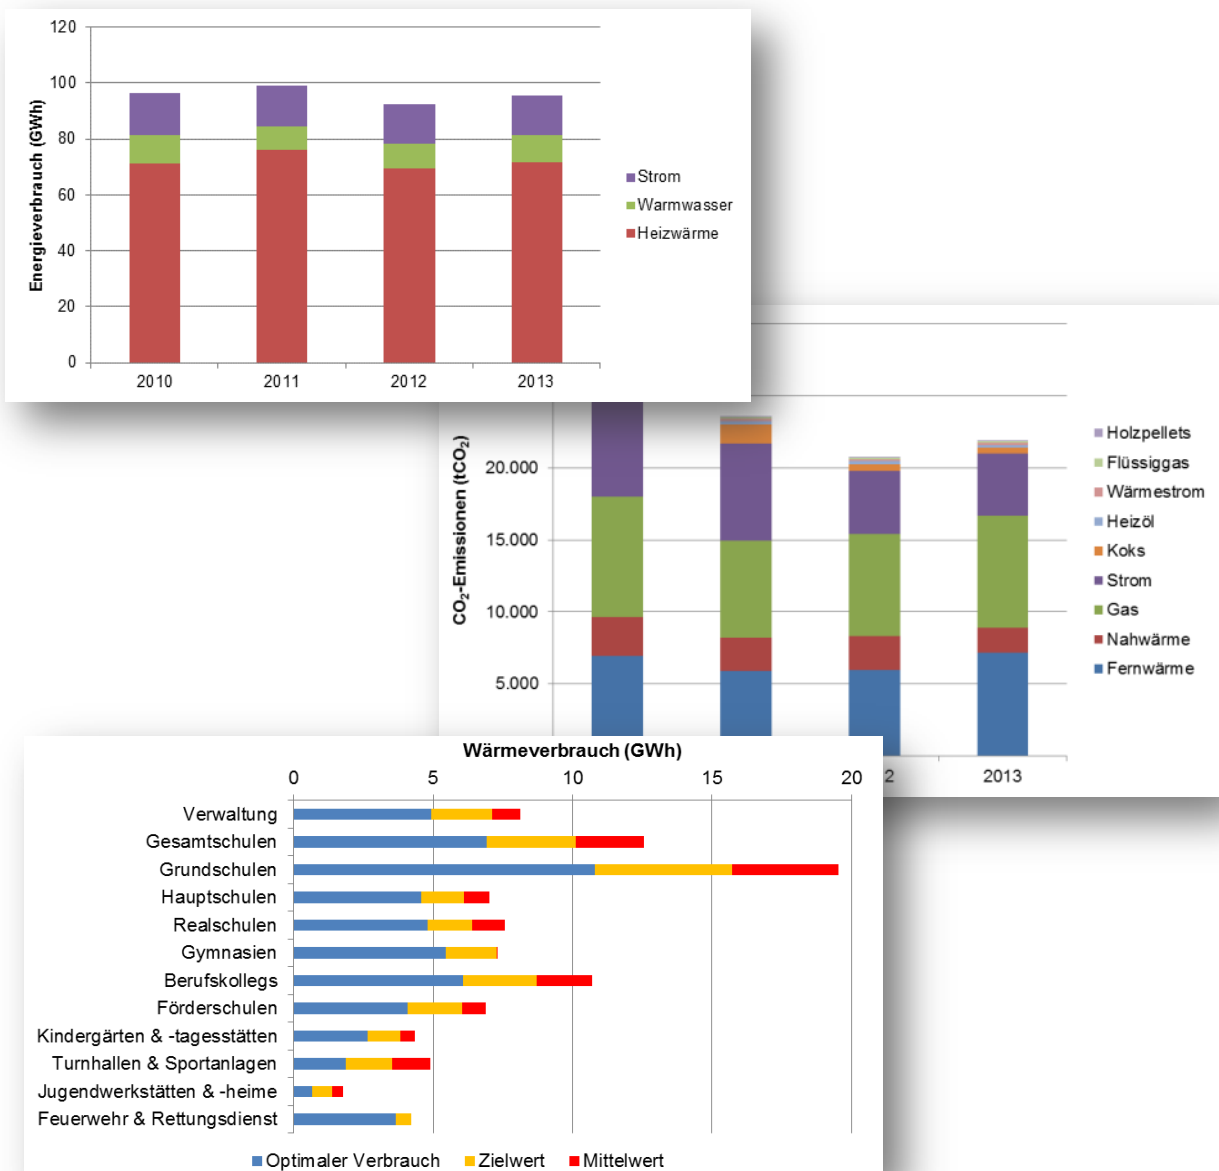 120
100
80
60
40
20
0
Energieverbrauch (GWh)
2010
2011
2012
2013
Strom
Warmwasser
Heizwärme
CO₂-Emissionen (tCO₂)
20.000
15.000
10.000
5.000
2
2013
Holzpellets
Flüssiggas
Wärmestrom
Heizöl
Koks
Strom
Gas
Nahwärme
Fernwärme
Wärmeverbrauch (GWh)
0 5 10 15 20
Verwaltung
Gesamtschulen
Grundschulen
Hauptschulen
Realschulen
Gymnasien
Berufskollegs
Förderschulen
Kindergärten & -tagesstätten
Turnhallen & Sportanlagen
Jugendwerkstätten & -heime
Feuerwehr & Rettungsdienst
Optimaler Verbrauch Zielwert Mittelwert